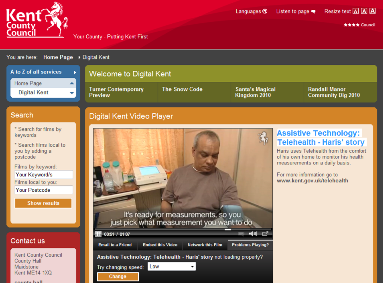 Kent
County
Council
Your County . Putting Kent First
Languages
Listen to page
Resize text A A A
★★★★ Council
You are here: Home Page > Digital Kent
A to Z of all services
Home Page
Digital Kent
Welcome to Digital Kent
Turner Contemporary
Preview
The Snow Code
Santa's Magical
Kingdom 2010
Randall Manor
Community Dig 2010
Search
* Search for films by
keywords
* Search films local to
you by adding a
postcode
Films by keyword:
Your Keyword/s
Films local to you:
Your Postcode
Show results
Contact us
Kent County Council
County Hall
Maidstone
Kent ME14 1XQ
Digital Kent Video Player
It's ready for measurements, so you
just pick what measurement you want to do.
Email to a Friend
Embed this Video
Network this Film
Problems Playing?
Assistive Technology: Telehealth - Haris' story not loading properly?
Try changing speed:
Low
Change
Assistive Technology:
Telehealth - Haris' story
Haris uses Telehealth from the comfort
of his own home to monitor his health
measurements on a daily basis.
For more information go to
www.kent.gov.uk/telehealth